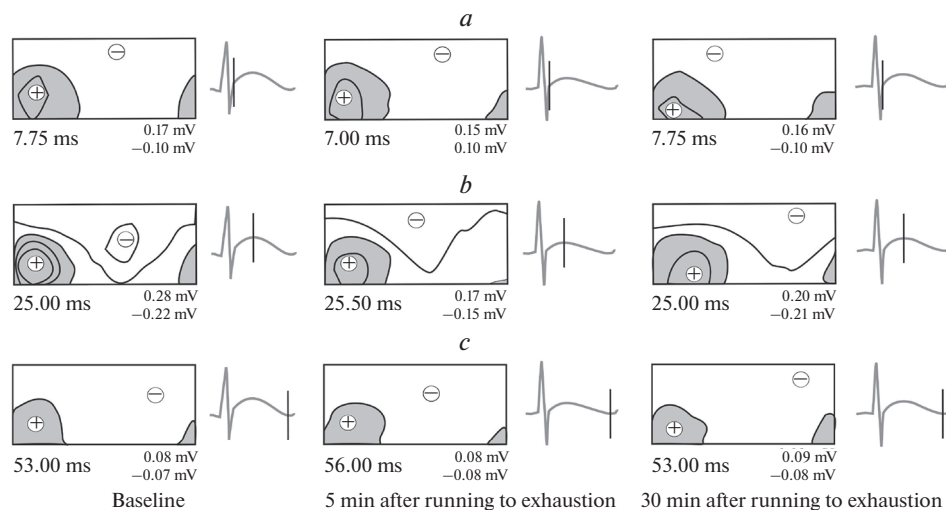 a
7.75 ms
0.17 mV
−0.10 mV
7.00 ms
0.15 mV
0.10 mV
7.75 ms
0.16 mV
−0.10 mV
b
25.00 ms
0.28 mV
−0.22 mV
25.50 ms
0.17 mV
−0.15 mV
25.00 ms
0.20 mV
−0.21 mV
c
53.00 ms
0.08 mV
−0.07 mV
56.00 ms
0.08 mV
−0.08 mV
53.00 ms
0.09 mV
−0.08 mV
Baseline
5 min after running to exhaustion
30 min after running to exhaustion